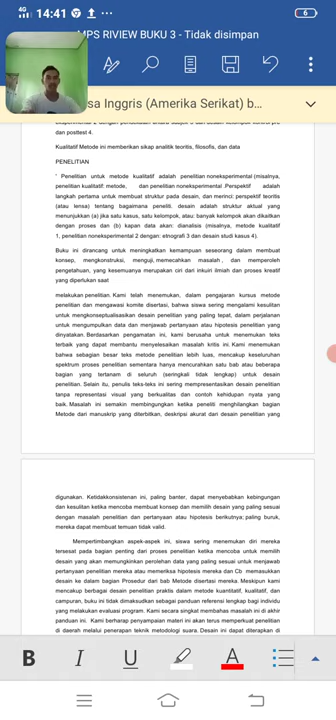 4G 14:41 6
MPS RIVIEW BUKU 3 - Tidak disimpan
sa Inggris (Amerika Serikat) b...
dan posttest 4.
Kualitatif Metode ini memberikan sikap analitik teoritis, filosofis, dan data
PENELITIAN
' Penelitian untuk metode kualitatif adalah penelitian nonexperimental (misalnya,
penelitian kualitatif metode, dan penelitian nonexperimental .Perspektif adalah
langkah pertama untuk membuat struktur pada desain, dan merinci: perspektif teoritis
(atau lensa) tentang bagaimana peneliti. desain adalah struktur aktual yang
menunjukkan (a) jika satu kasus, satu kelompok, atau: banyak kelompok akan dikaitkan
dengan proses dan (b) kapan data akan: dianalisis (misalnya, metode kualitatif
1, penelitian nonexperimental 2 dengan: etnografi 3 dan desain studi kasus 4).
Buku ini dirancang untuk meningkatkan kemampuan seseorang dalam membuat
konsep, mengkonstruksi, menguji, memecahkan masalah , dan memperoleh
pengetahuan, yang kesemuanya merupakan ciri dari inkuiri ilmiah dan proses kreatif yang
diperlukan saat
melakukan penelitian. Kami telah menemukan, dalam pengajaran kursus metode
penelitian dan mengawasi komite disertasi, bahwa siswa sering mengalami kesulitan
untuk mengkonseptualisasikan desain penelitian yang paling tepat, dalam perjalanan
untuk mengumpulkan data dan menjawab pertanyaan atau hipotesis penelitian yang
dinyatakan. Berdasarkan pengamatan ini, kami berusaha untuk menemukan teks
terbaik yang dapat membantu menyelesaikan masalah kritis ini: Kami menemukan
bahwa sebagian besar teks metode penelitian lebih luas, mencakup keseluruhan
spektrum proses penelitian sementara hanya mencurahkan satu bab atau beberapa
bagian yang tertanam di seluruh (seringkali tidak lengkap) untuk desain
penelitian. Selain itu, penulis teks-teks ini sering mempresentasikan desain penelitian
tanpa representasi visual yang berkualitas dan contoh kehidupan nyata yang
baik. Masalah ini semakin membingungkan ketika peneliti menghilangkan bagian
Metode dari manuskrip yang diterbitkan, deskripsi akurat dari desain penelitian yang
digunakan. Ketidakkonsistenan ini, paling banter, dapat menyebabkan kebingungan
dan kesulitan ketika mencoba membuat konsep dan memilih desain yang paling sesuai
dengan masalah penelitian dan pertanyaan atau hipotesis berikutnya; paling buruk,
mereka dapat membuat temuan tidak valid.
Mempertimbangkan aspek-aspek ini, siswa sering menemukan diri mereka
tersesat pada bagian penting dari proses penelitian ketika mencoba untuk memilih
desain yang akan memungkinkan perolehan data yang paling sesuai untuk menjawab
pertanyaan penelitian mereka atau memeriksa hipotesis mereka dan Cb memasukkan
desain ke dalam bagian Prosedur dari bab Metode disertasi mereka. Meskipun kami
mencakup berbagai desain penelitian praktis dalam metode kuantitatif, kualitatif, dan
campuran, buku ini tidak dimaksudkan sebagai panduan referensi lengkap bagi individu
yang melakukan evaluasi program. Kami secara singkat membahas masalah ini di akhir
panduan ini. Kami berharap penyampaian materi ini akan terus memperkuat penelitian
di daerah melalui penerapan teknik metodologi suara. Desain ini dapat diterapkan di
B I U A